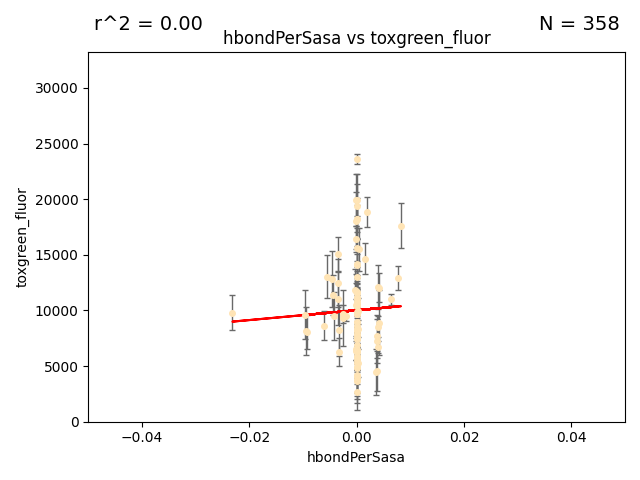 r^2 = 0.00
N = 358
hbondPerSasa vs toxgreen_fluor
30000
25000
20000
15000
10000
5000
0
toxgreen_fluor
−0.04
−0.02
0.00
0.02
0.04
hbondPerSasa